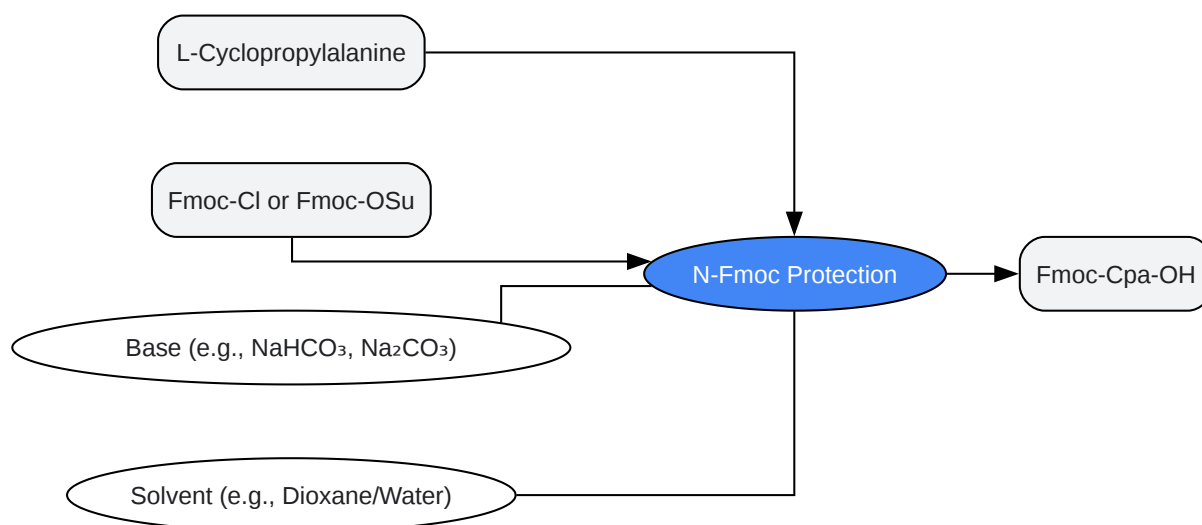 L-Cyclopropylalanine
Fmoc-Cl or Fmoc-OSu
N-Fmoc Protection
Fmoc-Cpa-OH
Base (e.g., NaHCO₃, Na₂CO₃)
Solvent (e.g., Dioxane/Water)